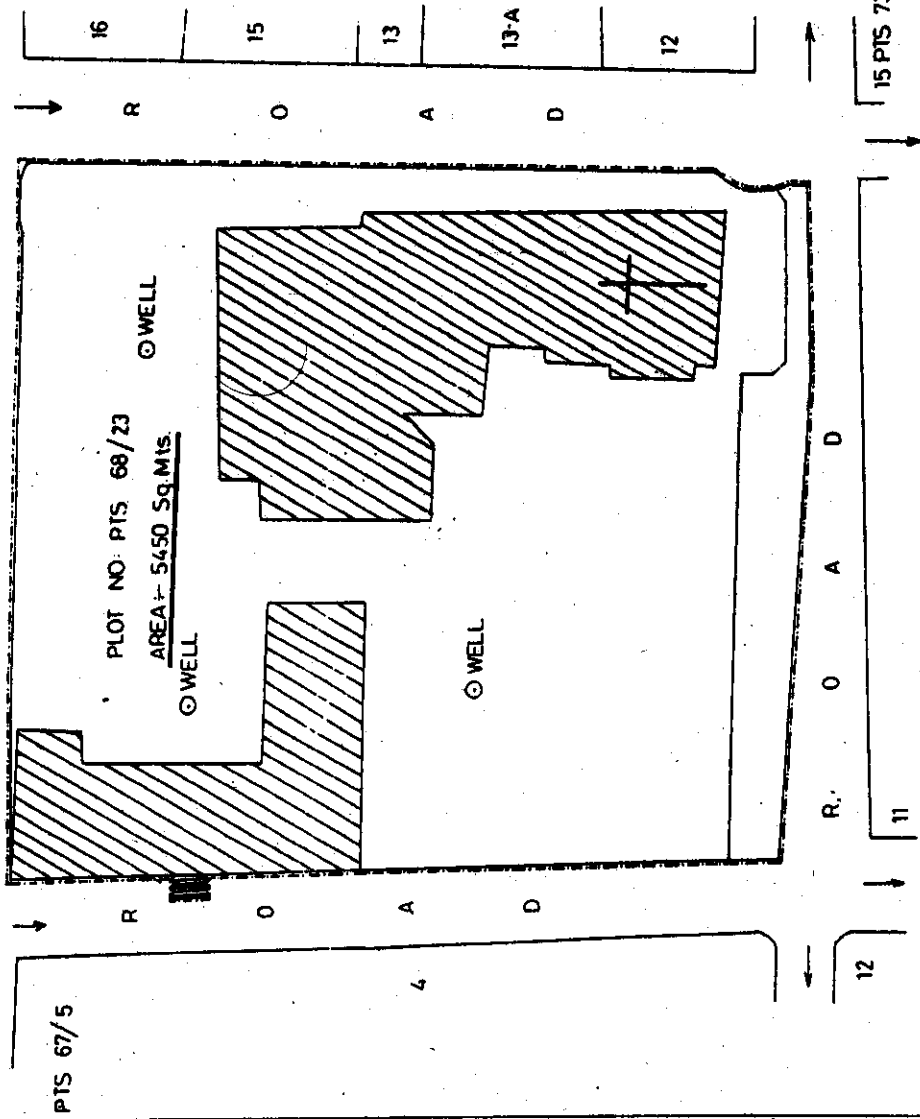 16
15
13
13-A
12
R O A D
15 PTS 73
WELL
PLOT NO: PTS 68/23
AREA:- 5450 Sq.Mts.
WELL
WELL
R O A D
R O A D
11
PTS 67/5
4
12